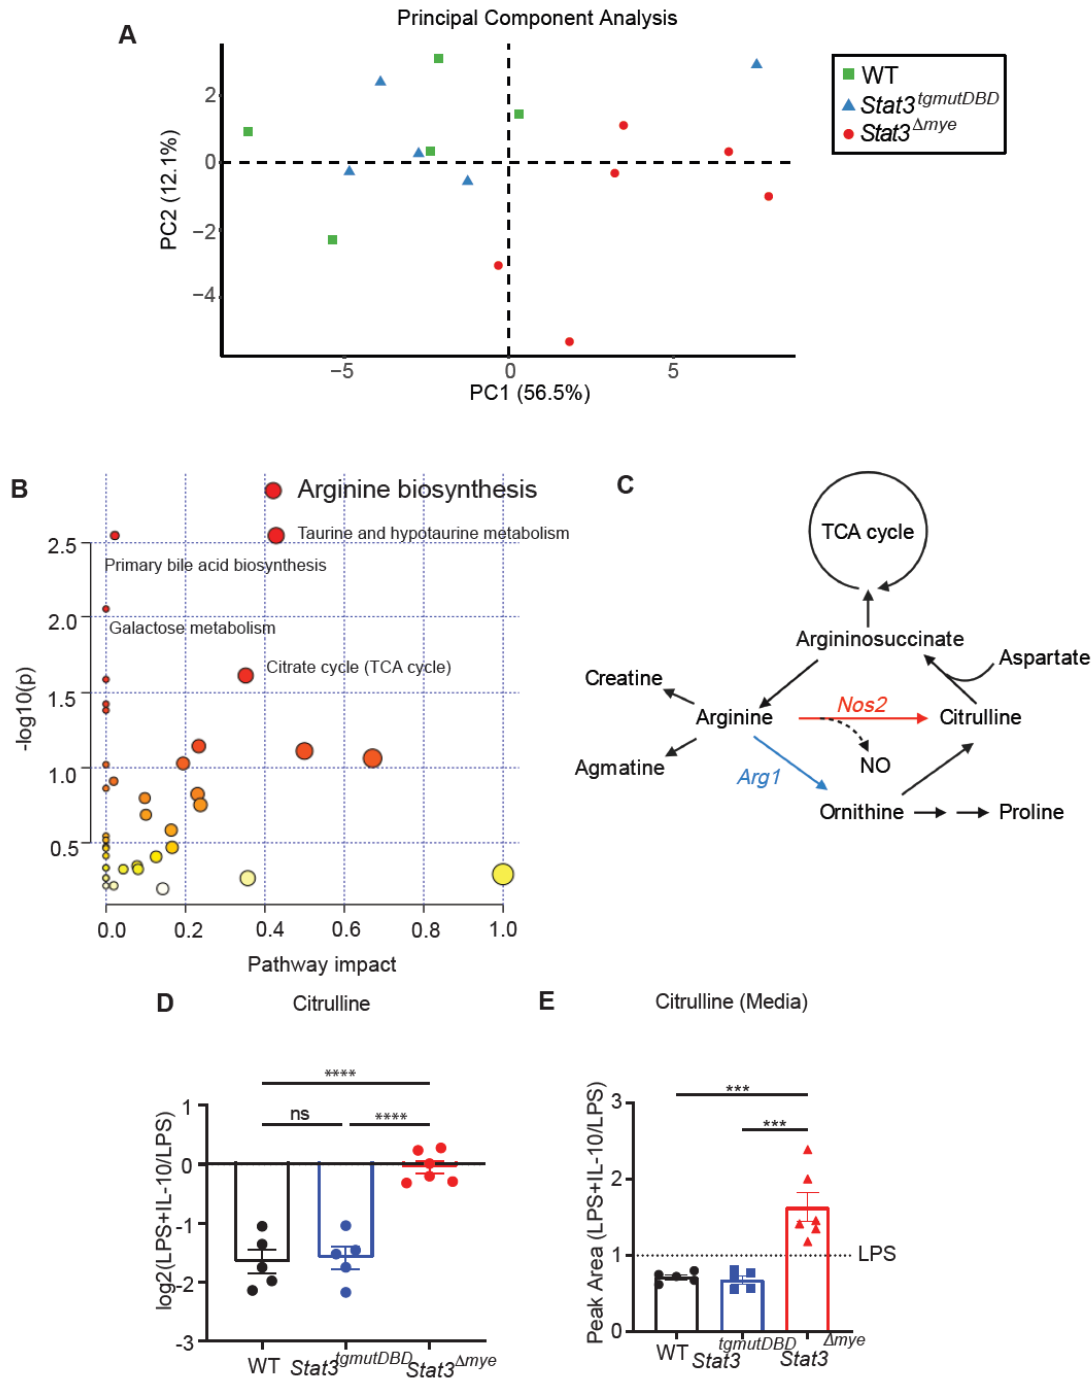 A
Principal Component Analysis
2
0
−2
−4
PC2 (12.1%)
−5
0
5
PC1 (56.5%)
WT
Stat3tgmutDBD
Stat3Δmye
B
Arginine biosynthesis
Taurine and hypotaurine metabolism
2.5
Primary bile acid biosynthesis
2.0
Galactose metabolism
Citrate cycle (TCA cycle)
1.5
1.0
0.5
-log10(p)
0.0 0.2 0.4 0.6 0.8 1.0
Pathway impact
C
TCA cycle
Argininosuccinate
Aspartate
Creatine
Nos2
Arginine
Citrulline
NO
Agmatine
Arg1
Ornithine
Proline
D
Citrulline
****
ns
****
1
0
-1
-2
-3
log2(LPS+IL-10/LPS)
WT Stat3tgmutDBD Stat3Δmye
E
Citrulline (Media)
***
***
3
2
1
0
Peak Area (LPS+IL-10/LPS)
LPS
WT Stat3tgmutDBD Stat3Δmye